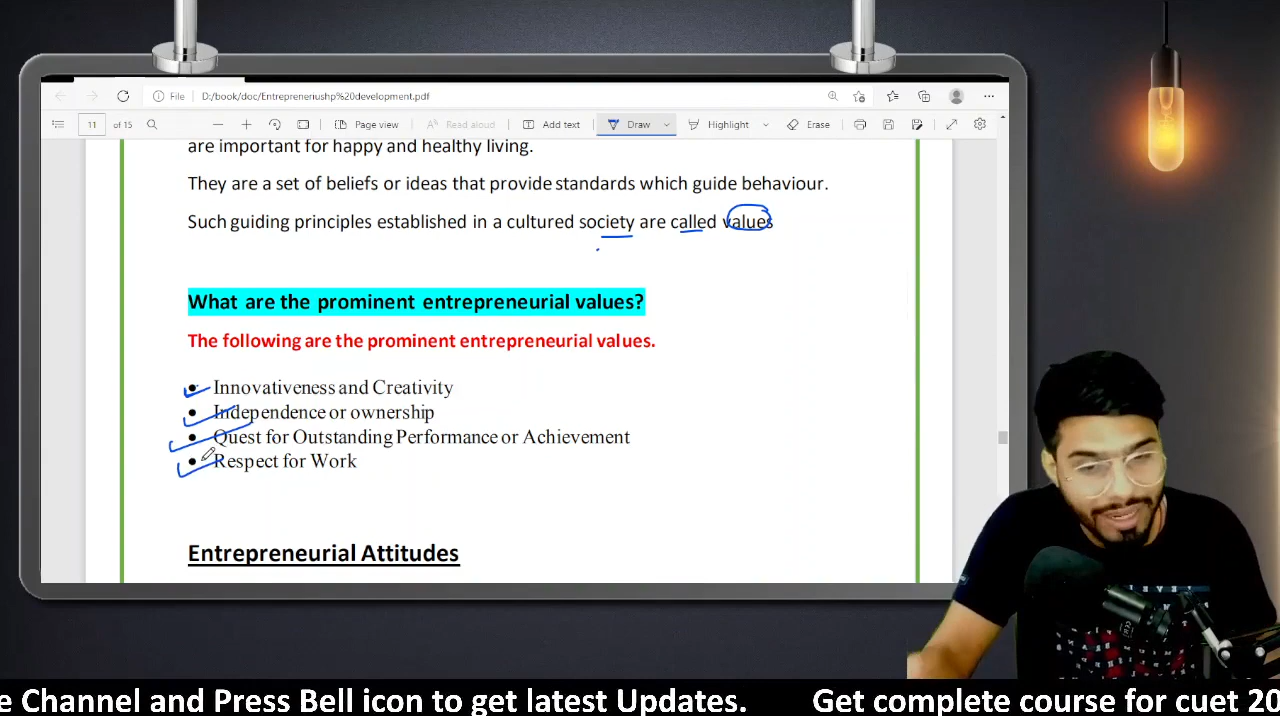 File
D:/book/doc/Entrepreneriushp%20development.pdf
11 of 15
Page view
Read aloud
Add text
Draw
Highlight
Erase
are important for happy and healthy living.
They are a set of beliefs or ideas that provide standards which guide behaviour.
Such guiding principles established in a cultured society are called values
What are the prominent entrepreneurial values?
The following are the prominent entrepreneurial values.
• Innovativeness and Creativity
• Independence or ownership
• Quest for Outstanding Performance or Achievement
• Respect for Work
Entrepreneurial Attitudes
e Channel and Press Bell icon to get latest Updates. Get complete course for cuet 20